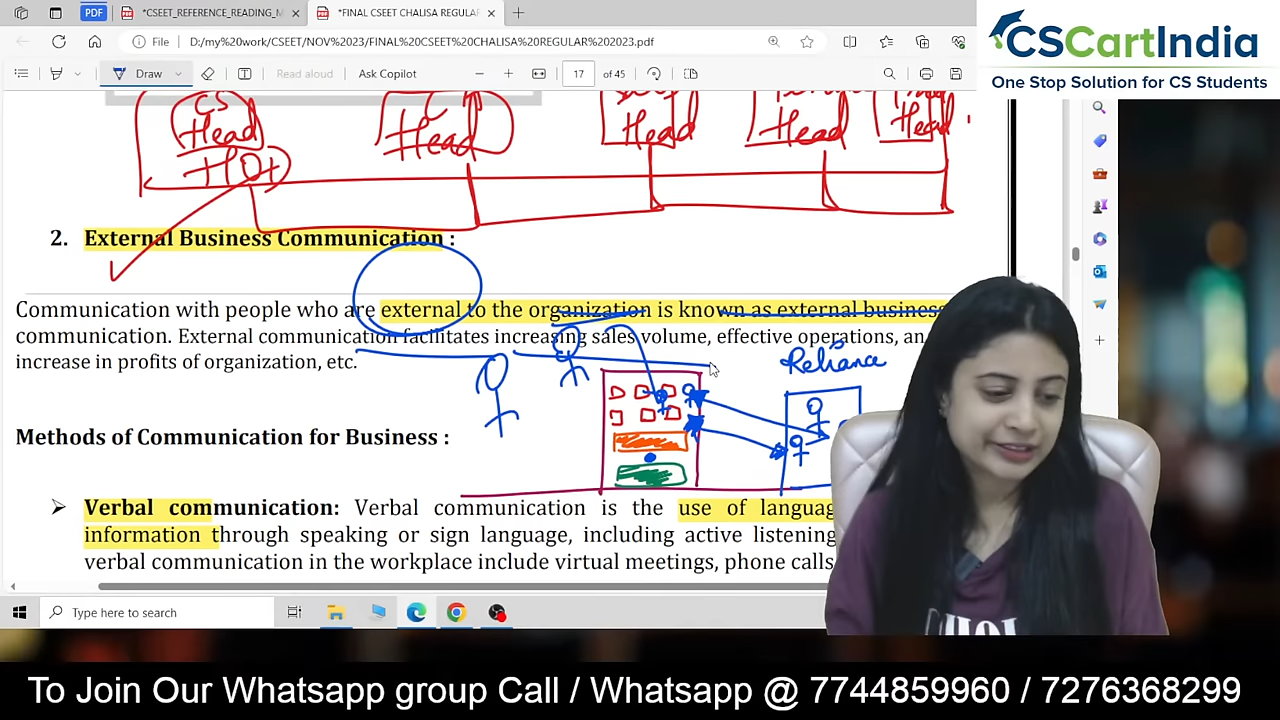 PDF
*CSEET_REFERENCE_READING_M
*FINAL CSEET CHALISA REGULAR
File
D:/my%20work/CSEET/NOV%2023/FINAL%20CSEET%20CHALISA%20REGULAR%202023.pdf
CSCartIndia
One Stop Solution for CS Students
Draw
Read aloud
Ask Copilot
17 of 45
CS
Head
Head
Head
Head
Head
HOD
2. External Business Communication :
Communication with people who are external to the organization is known as external business
communication. External communication facilitates increasing sales volume, effective operations, an
increase in profits of organization, etc.
Reliance
Methods of Communication for Business :
➢ Verbal communication: Verbal communication is the use of languag
information through speaking or sign language, including active listening
verbal communication in the workplace include virtual meetings, phone calls
Type here to search
To Join Our Whatsapp group Call / Whatsapp @ 7744859960 / 7276368299